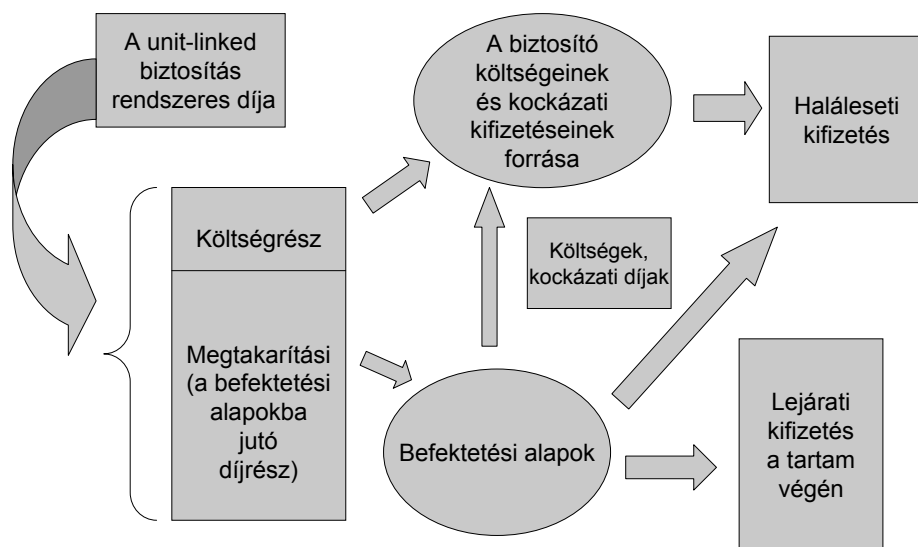 A unit-linked
biztosítás
rendszeres díja
A biztosító
költségeinek
és kockázati
kifizetéseinek
forrása
Haláleseti
kifizetés
Költségrész
Költségek,
kockázati díjak
Megtakarítási
(a befektetési
alapokba
jutó
díjrész)
Befektetési alapok
Lejárati
kifizetés
a tartam
végén